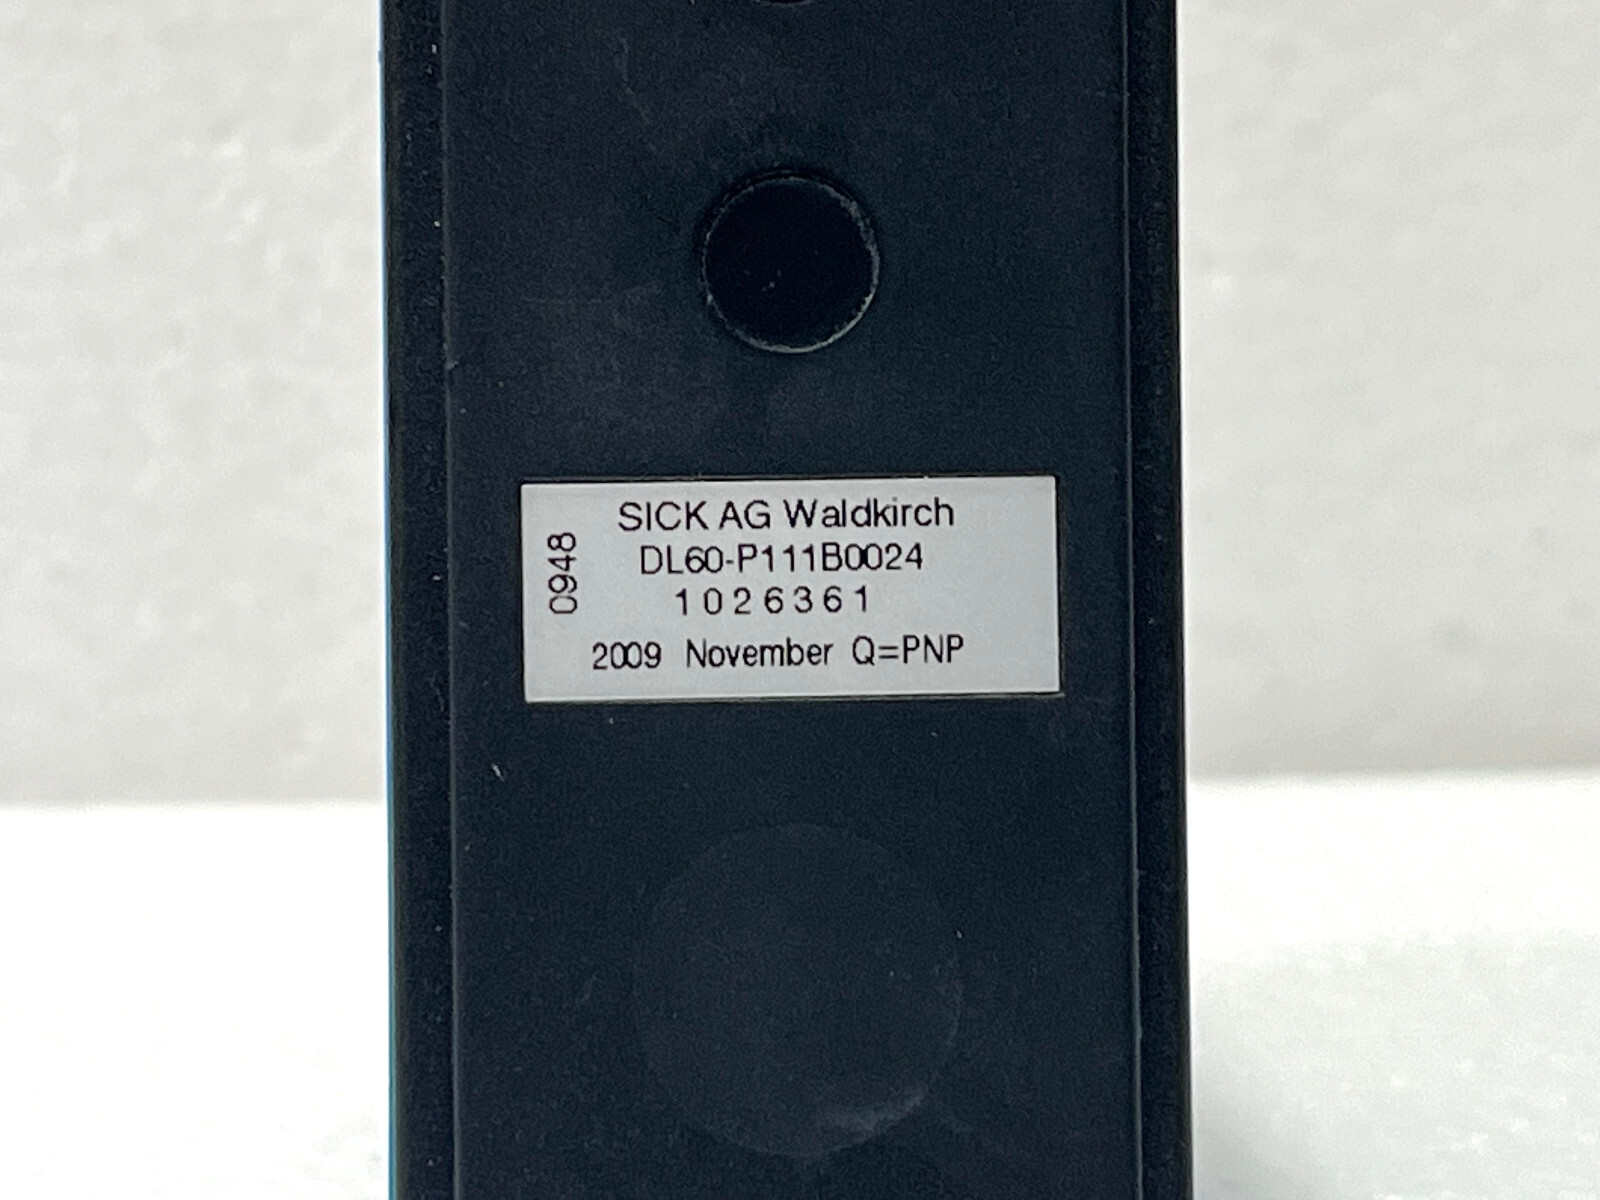 SICK AG Waldkirch
0948
DL60-P111B0024
1026361
2009 November Q=PNP